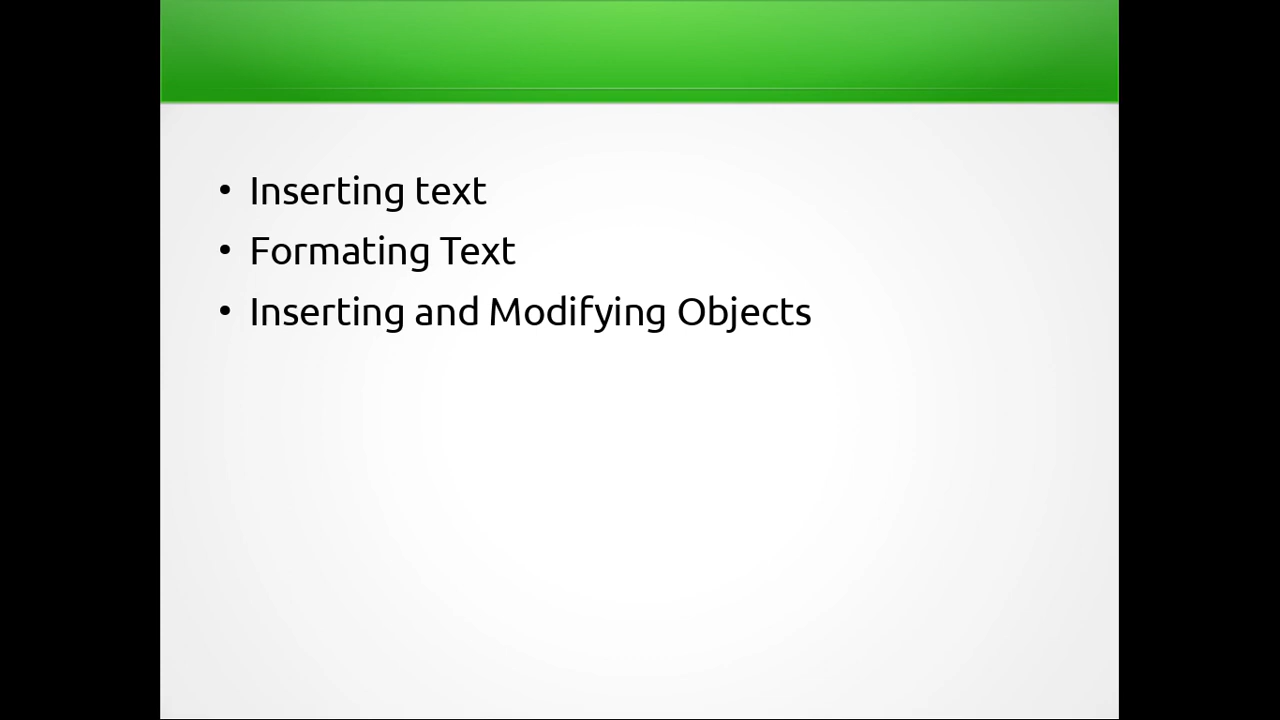 • Inserting text
• Formating Text
• Inserting and Modifying Objects